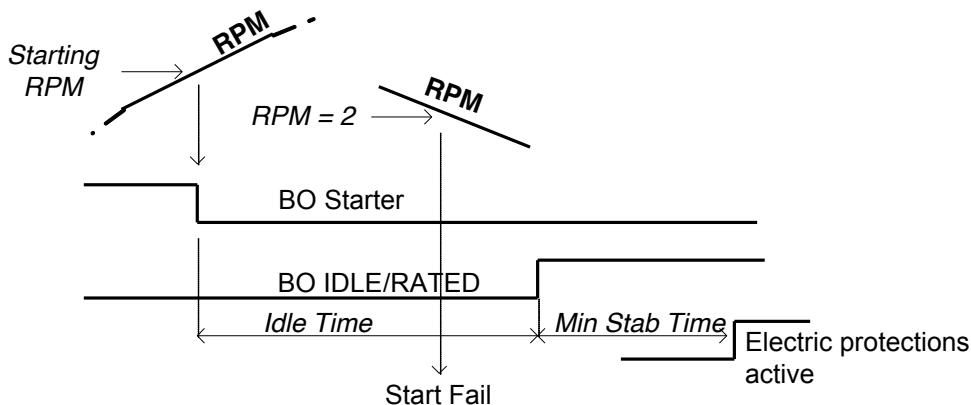 RPM
Starting
RPM
RPM
RPM = 2
BO Starter
BO IDLE/RATED
Idle Time
Min Stab Time
Electric protections
active
Start Fail